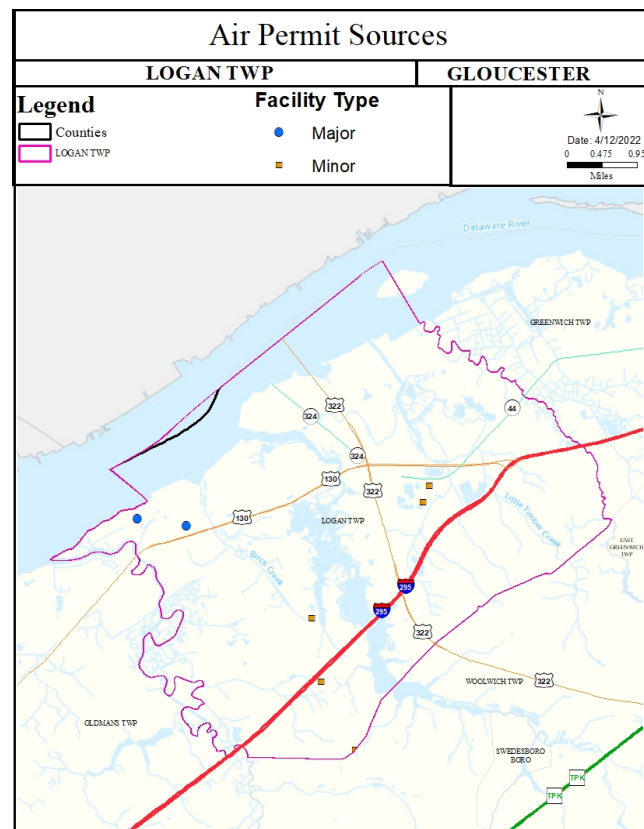 Air Permit Sources
LOGAN TWP
GLOUCESTER
Legend
Counties
LOGAN TWP
Facility Type
Major
Minor
N
Date: 4/12/2022
0 0.475 0.95
Miles
Delaware River
GREENWICH TWP
322
324
44
324
130
322
130
LOGAN TWP
Little Timber Creek
EAST
GREENWICH
TWP
Birch Creek
295
295
322
WOOLWICH TWP
322
OLDMANS TWP
SWEDESBORO
BORO
TPK
TPK